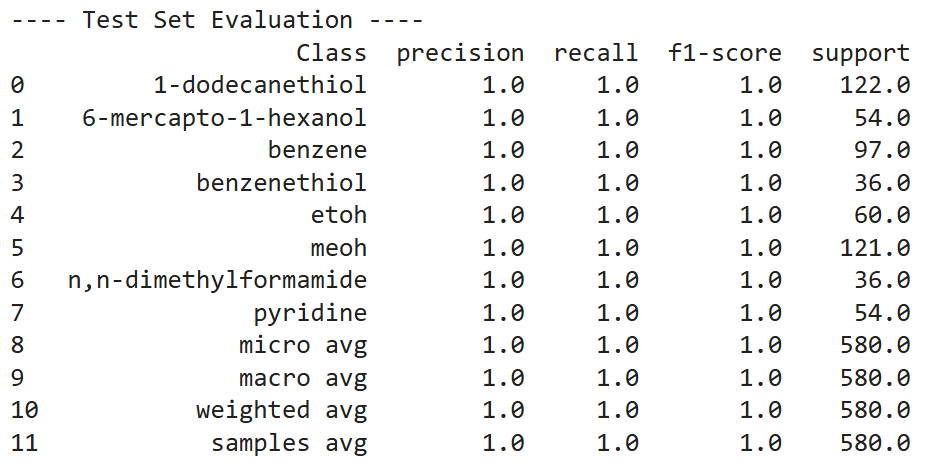 ---- Test Set Evaluation ----
Class precision recall f1-score support
0 1-dodecanethiol 1.0 1.0 1.0 122.0
1 6-mercapto-1-hexanol 1.0 1.0 1.0 54.0
2 benzene 1.0 1.0 1.0 97.0
3 benzenethiol 1.0 1.0 1.0 36.0
4 etoh 1.0 1.0 1.0 60.0
5 meoh 1.0 1.0 1.0 121.0
6 n,n-dimethylformamide 1.0 1.0 1.0 36.0
7 pyridine 1.0 1.0 1.0 54.0
8 micro avg 1.0 1.0 1.0 580.0
9 macro avg 1.0 1.0 1.0 580.0
10 weighted avg 1.0 1.0 1.0 580.0
11 samples avg 1.0 1.0 1.0 580.0